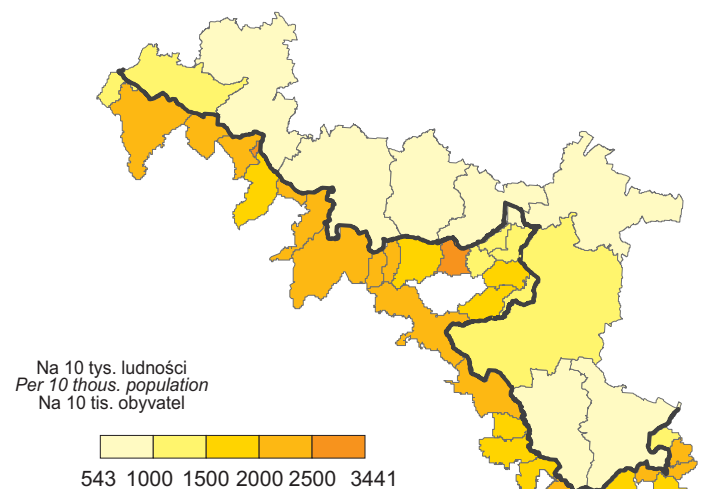 Na 10 tys. ludności
Per 10 thous. population
Na 10 tis. obyvatel
543 1000 1500 2000 2500 3441